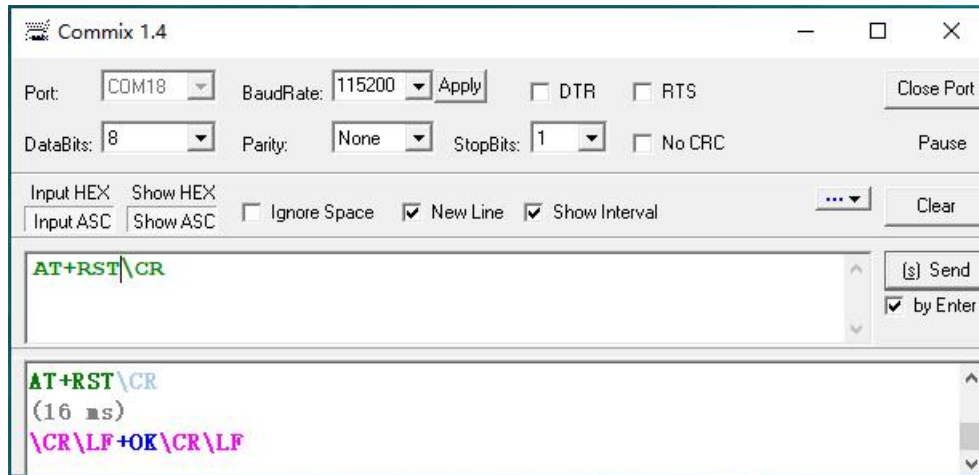 Commix 1.4
Port: COM18 BaudRate: 115200 Apply DTR RTS Close Port
DataBits: 8 Parity: None StopBits: 1 No CRC Pause
Input HEX Show HEX
Input ASC Show ASC Ignore Space New Line Show Interval ... Clear
AT+RST\CR (s) Send
by Enter
AT+RST\CR
(16 ms)
\CR\LF+OK\CR\LF